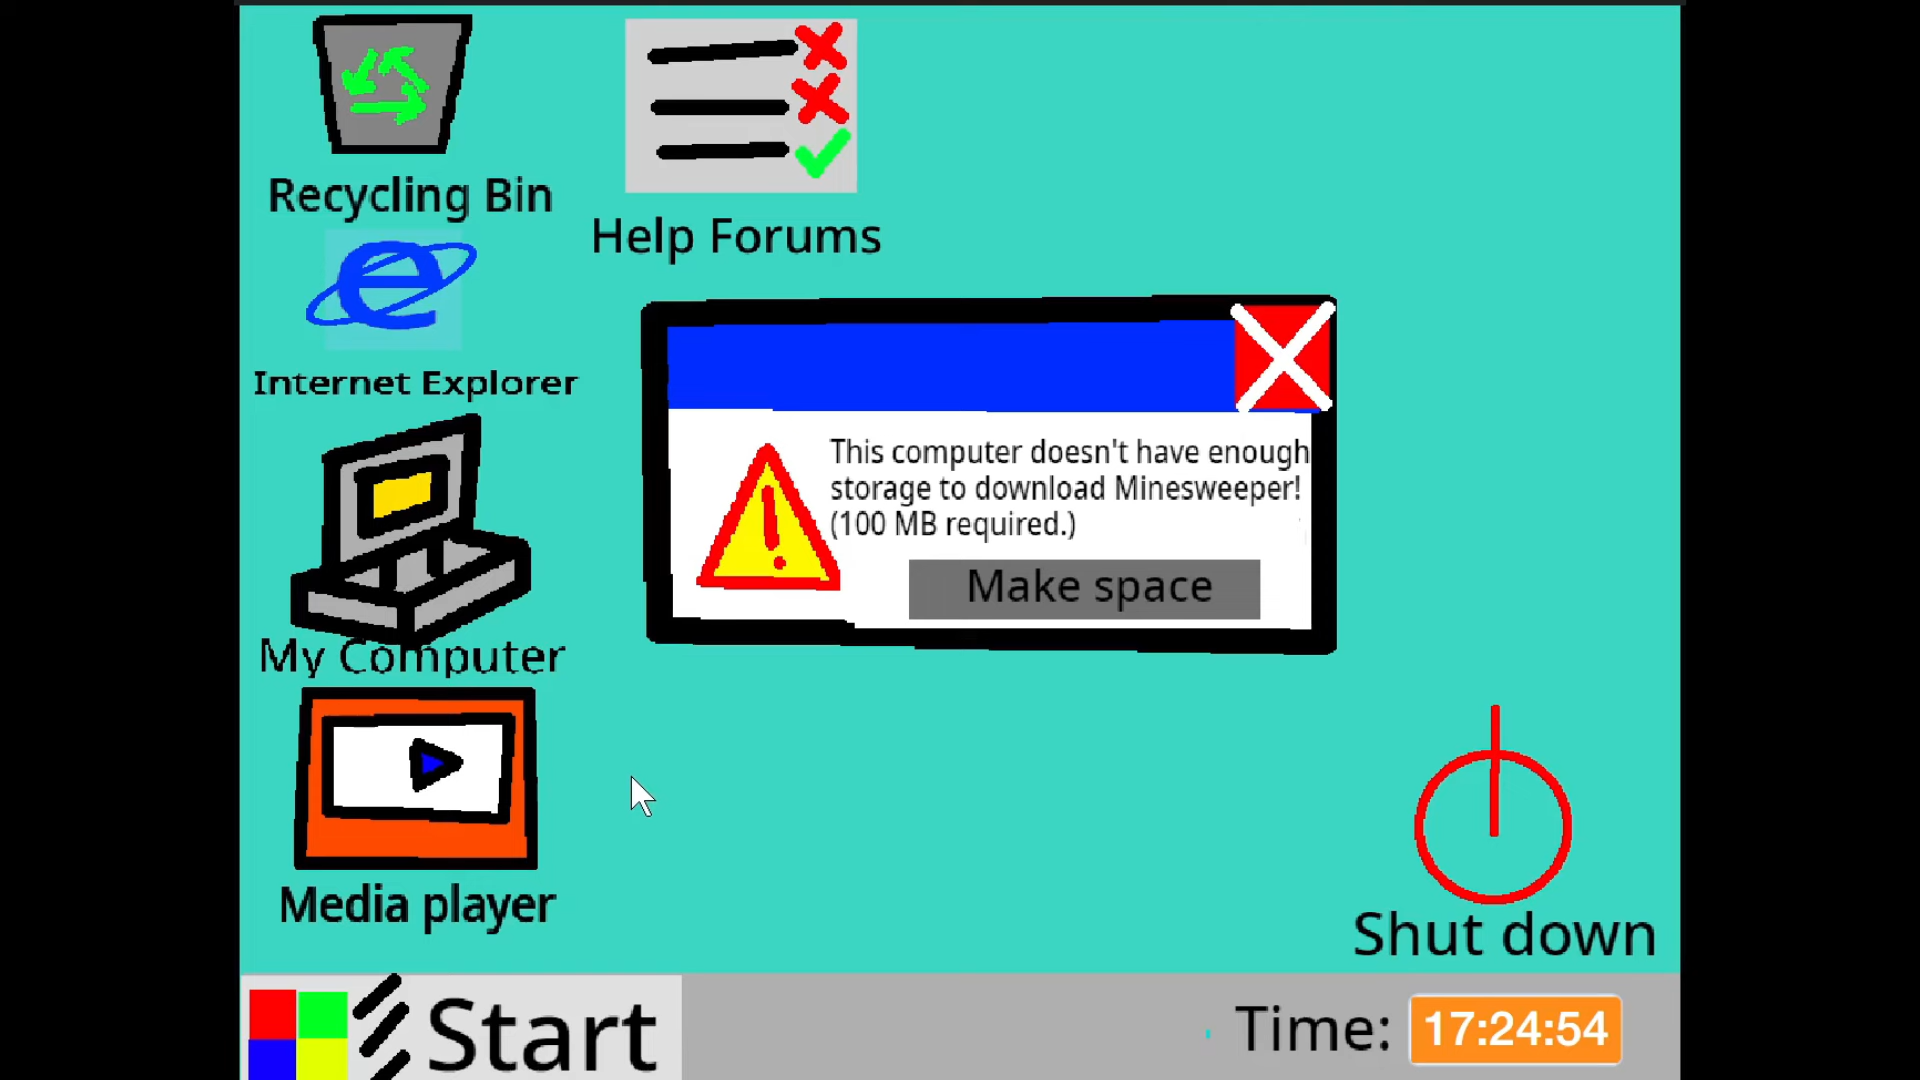 Recycling Bin
Help Forums
Internet Explorer
This computer doesn't have enough
storage to download Minesweeper!
(100 MB required.)
Make space
My Computer
Media player
Shut down
Start
Time: 17:24:54